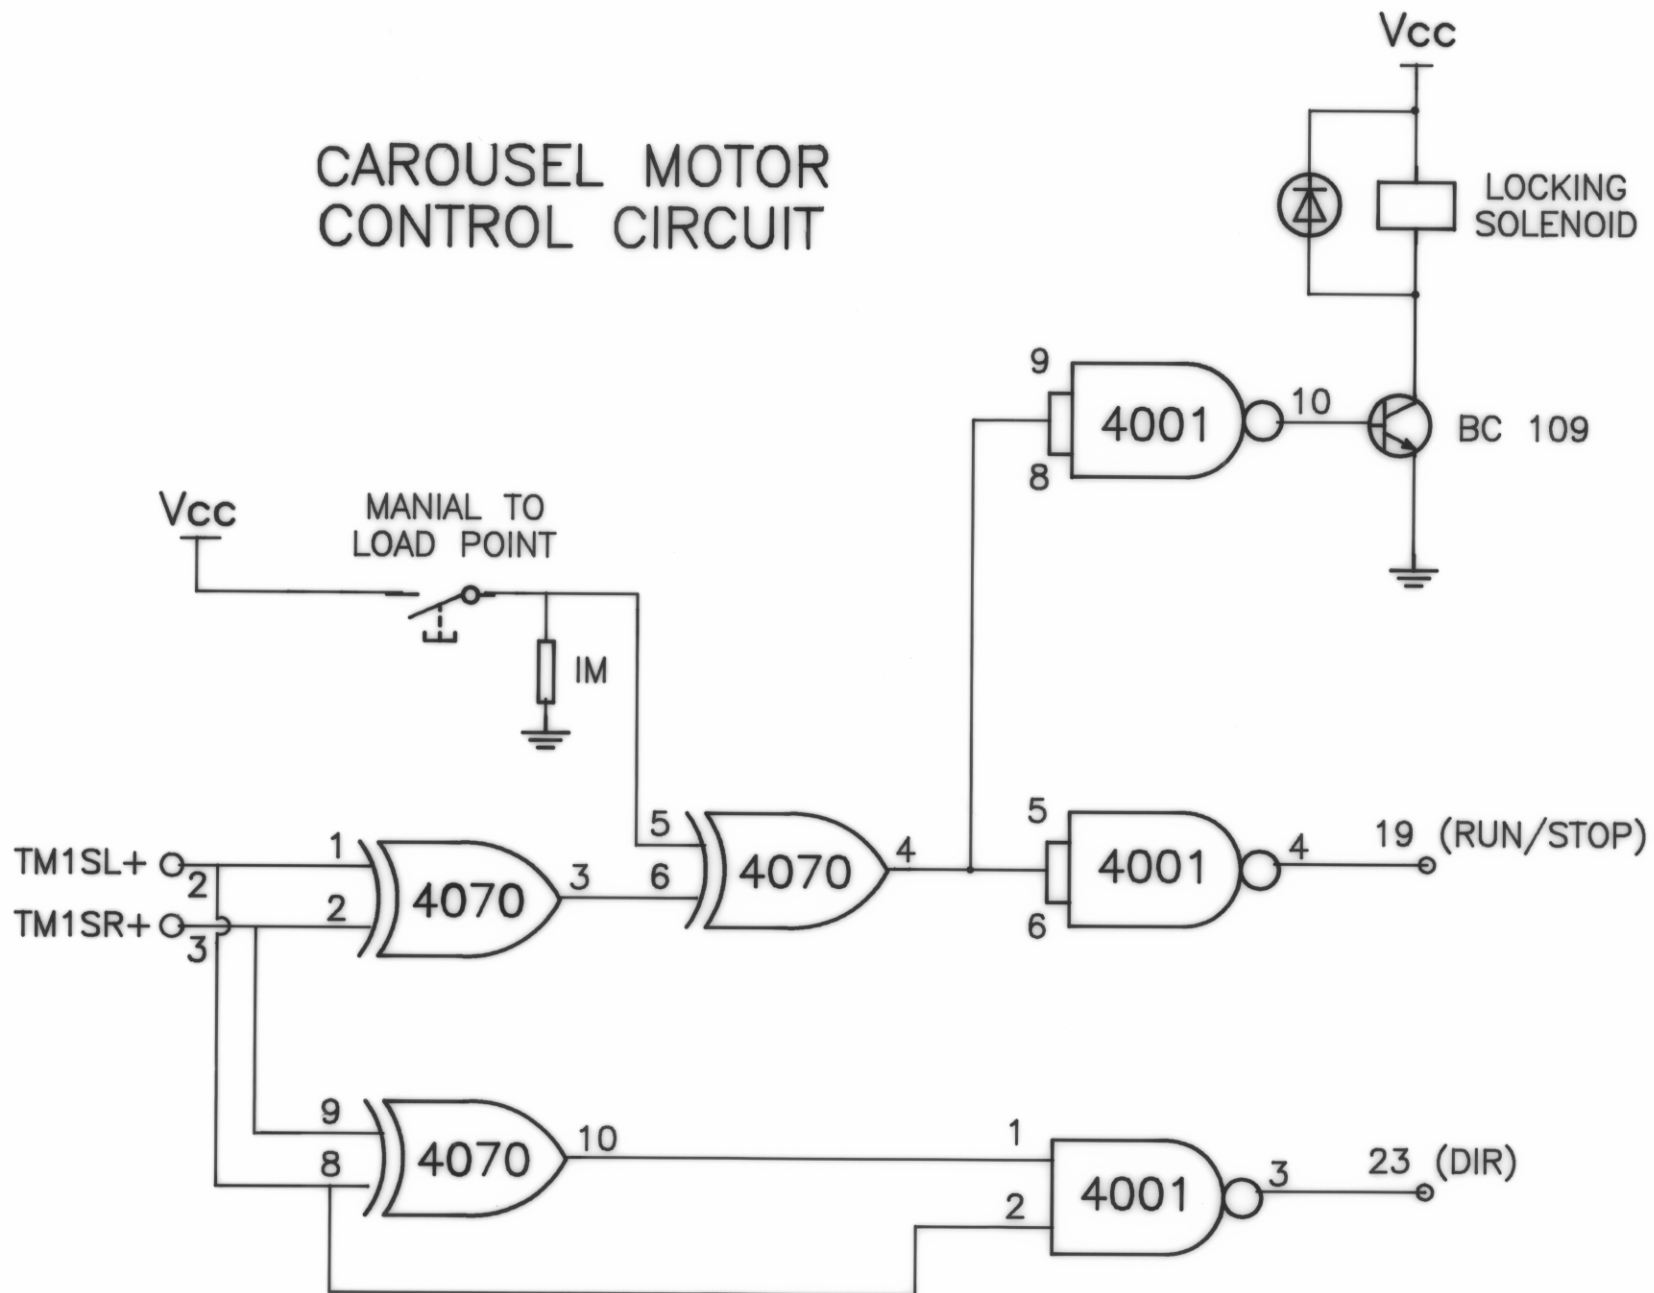 Vcc
CAROUSEL MOTOR
CONTROL CIRCUIT
LOCKING
SOLENOID
9
4001
10
8
BC 109
Vcc
MANIAL TO
LOAD POINT
IM
5
6
4070
4
5
4001
6
4
19 (RUN/STOP)
TM1SL+
2
1
TM1SR+
3
2
4070
3
9
8
4070
10
1
2
4001
3
23 (DIR)